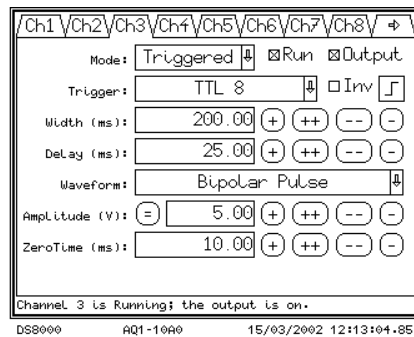 Ch1 Ch2 Ch3 Ch4 Ch5 Ch6 Ch7 Ch8 ⇒
Mode: Triggered ⇓ ☒Run ☒Output
Trigger: TTL 8 ⇓ ☐Inv
Width (ms): 200.00 + ++ -- -
Delay (ms): 25.00 + ++ -- -
Waveform: Bipolar Pulse ⇓
Amplitude (V): = 5.00 + ++ -- -
ZeroTime (ms): 10.00 + ++ -- -
Channel 3 is Running; the output is on.
DS8000 AQ1-10A0 15/03/2002 12:13:04.85